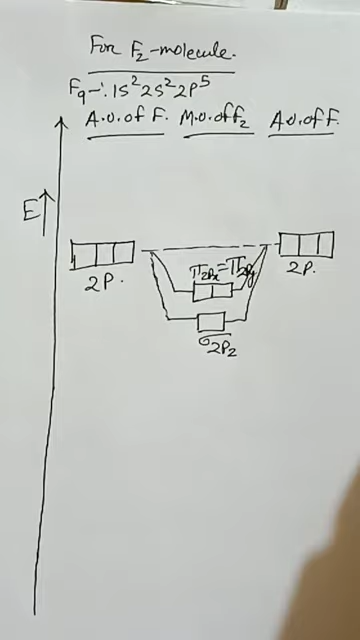 For F₂-molecule.
F₉-∴ 1S² 2S² 2P⁵
A.O. of F. M.O. of F₂ A.O. of F.
E↑
π2Px = π2Py
2P. 2P.
σ2Pz